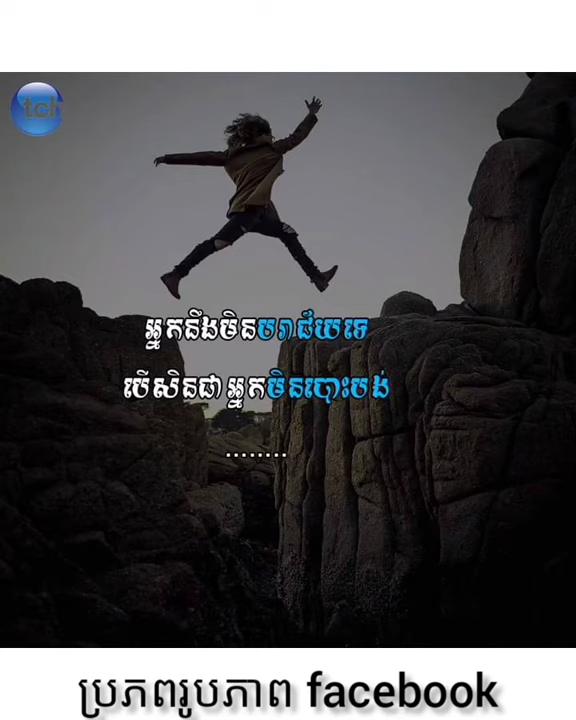 tch
អ្នកនឹងមិនបរាជ័យទេ
បើសិនជាអ្នកមិនបោះបង់
........
ប្រភពរូបភាព facebook